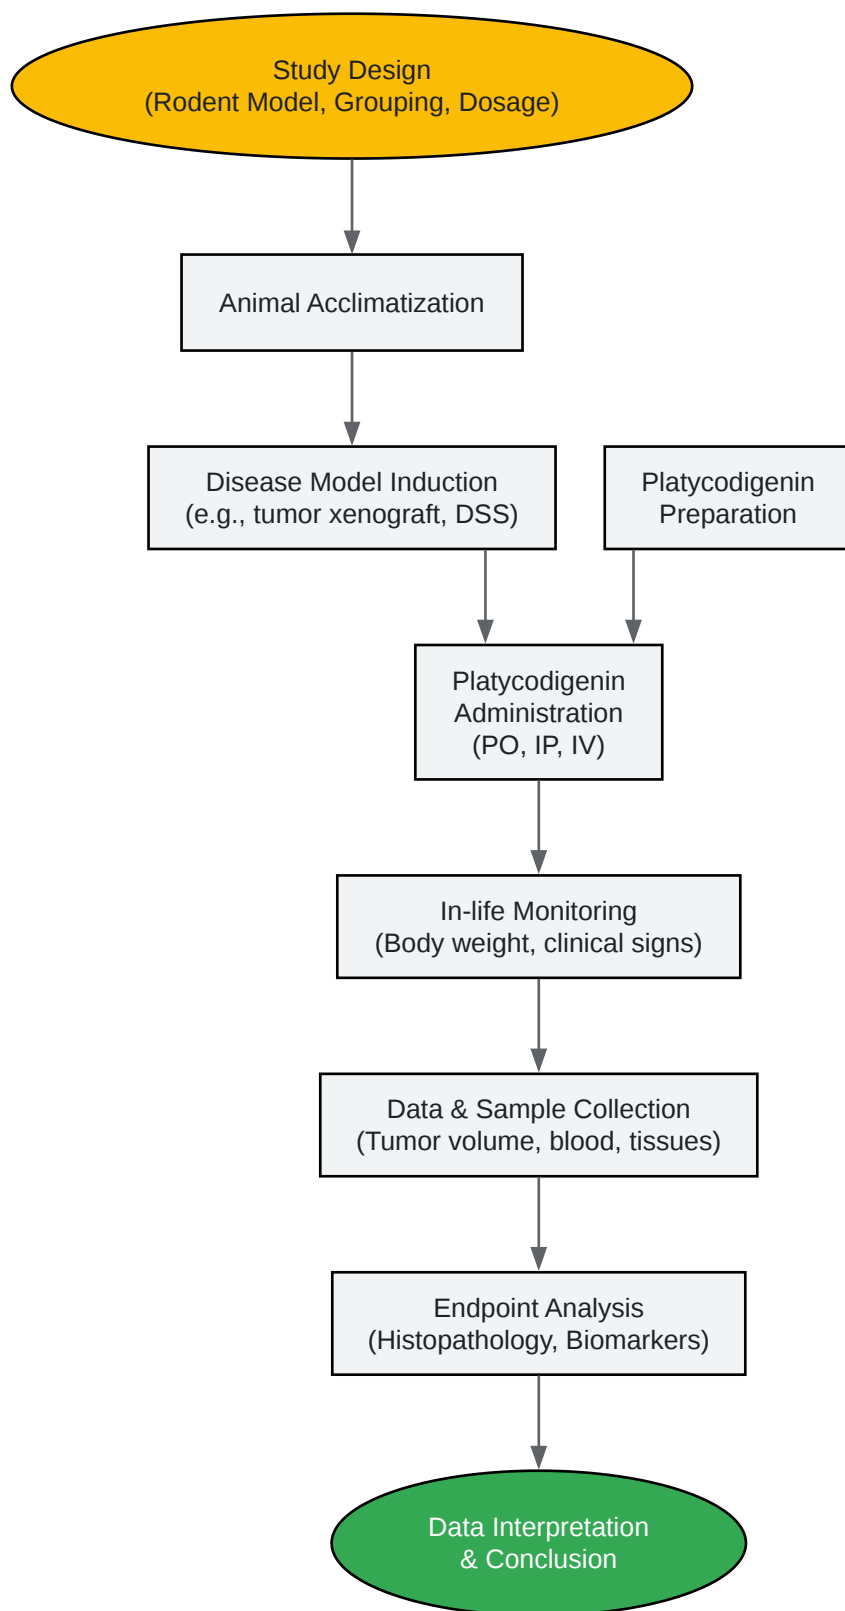 Study Design
(Rodent Model, Grouping, Dosage)
Animal Acclimatization
Disease Model Induction
(e.g., tumor xenograft, DSS)
Platycodigenin
Preparation
Platycodigenin
Administration
(PO, IP, IV)
In-life Monitoring
(Body weight, clinical signs)
Data & Sample Collection
(Tumor volume, blood, tissues)
Endpoint Analysis
(Histopathology, Biomarkers)
Data Interpretation
& Conclusion